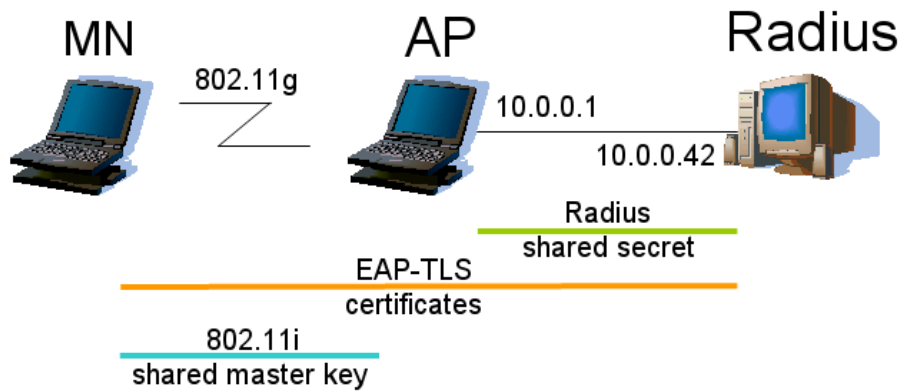 MN
AP
Radius
802.11g
10.0.0.1
10.0.0.42
Radius
shared secret
EAP-TLS
certificates
802.11i
shared master key